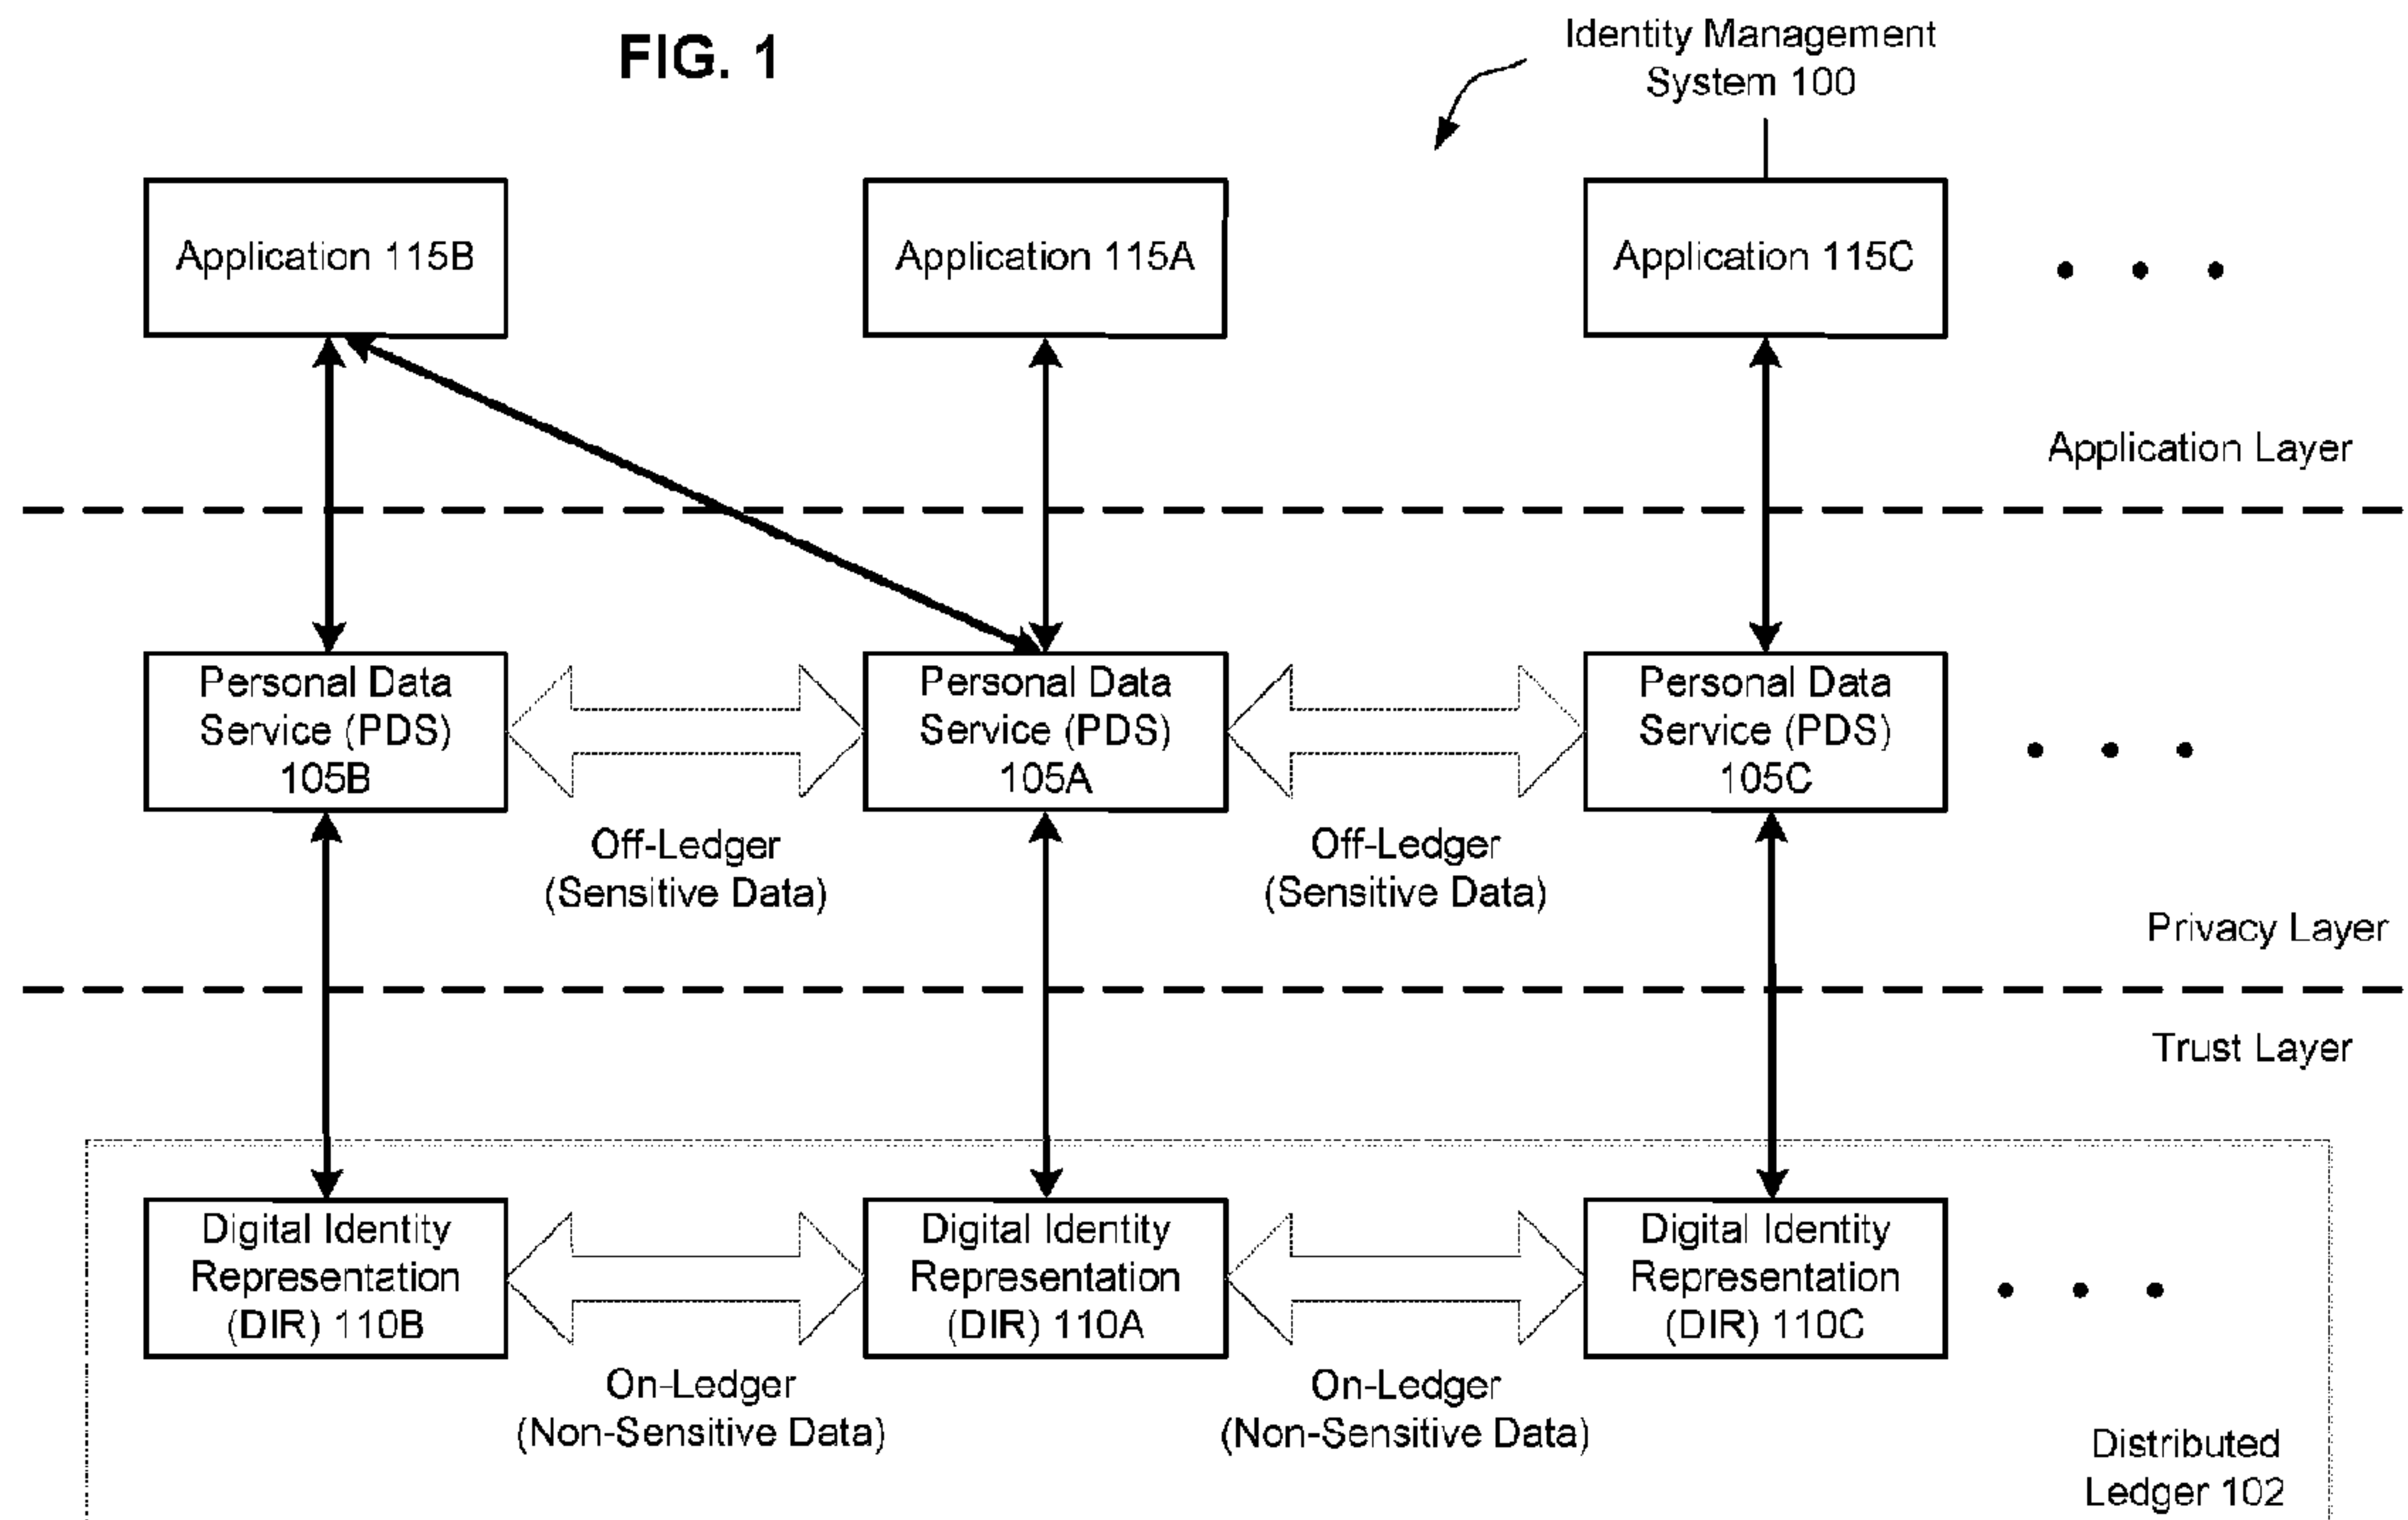 FIG. 1
Identity Management
System 100
Application 115B
Application 115A
Application 115C
Application Layer
Personal Data
Service (PDS)
105B
Personal Data
Service (PDS)
105A
Personal Data
Service (PDS)
105C
Off-Ledger
(Sensitive Data)
Off-Ledger
(Sensitive Data)
Privacy Layer
Trust Layer
Digital Identity
Representation
(DIR) 110B
Digital Identity
Representation
(DIR) 110A
Digital Identity
Representation
(DIR) 110C
On-Ledger
(Non-Sensitive Data)
On-Ledger
(Non-Sensitive Data)
Distributed
Ledger 102